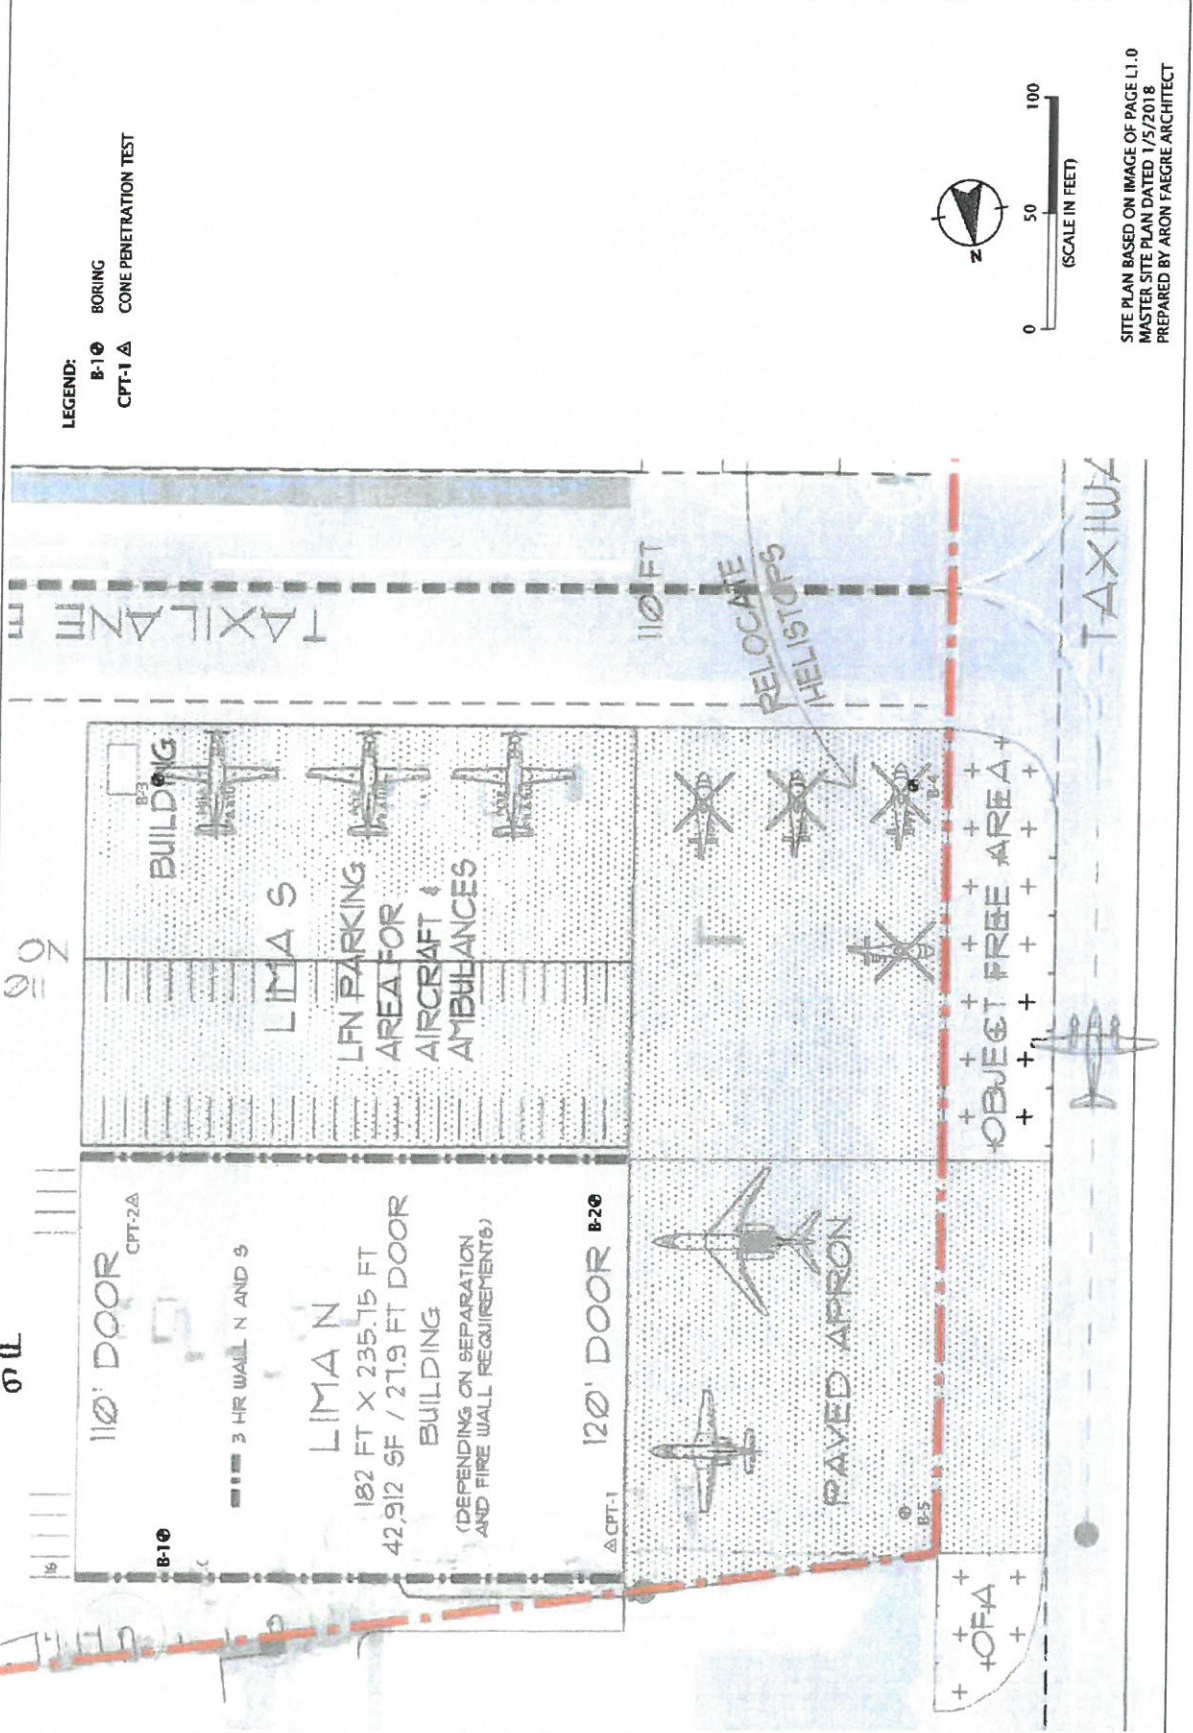 LEGEND:
B-1 BORING
CPT-1 CONE PENETRATION TEST
0 50 100
(SCALE IN FEET)
N
SITE PLAN BASED ON IMAGE OF PAGE L1.0
MASTER SITE PLAN DATED 1/5/2018
PREPARED BY ARON FAEGRE ARCHITECT
TAXILANE
110 FT
RELOCATE
HELISTOPS
TAXIWA
B-3
BUILDING
LIMA S
LFN PARKING
AREA FOR
AIRCRAFT &
AMBULANCES
B-4
OBJECT FREE AREA
110' DOOR
CPT-2
3 HR WALL N AND S
LIMA N
182 FT X 235.75 FT
42,912 SF / 27.9 FT DOOR
BUILDING
(DEPENDING ON SEPARATION
AND FIRE WALL REQUIREMENTS)
120' DOOR
B-2
16
B-1
CPT-1
PAVED APRON
B-5
OFA